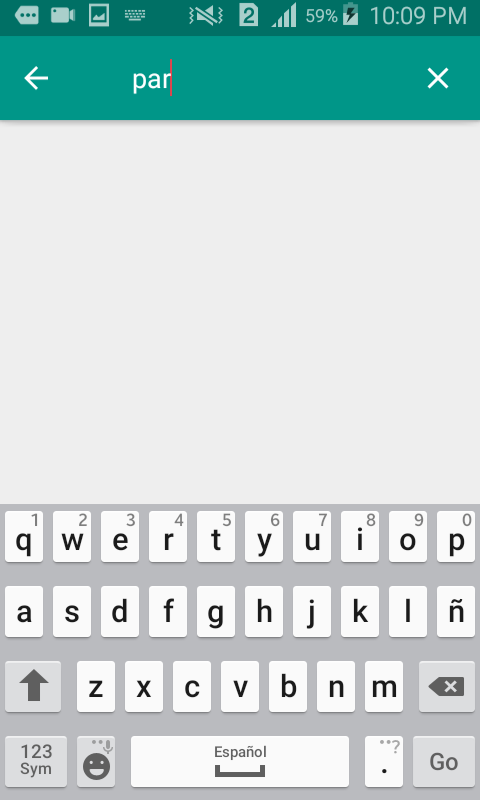 2 59% 10:09 PM
par
1 2 3 4 5 6 7 8 9 0
q w e r t y u i o p
a s d f g h j k l ñ
z x c v b n m
123 Sym Español . ? Go